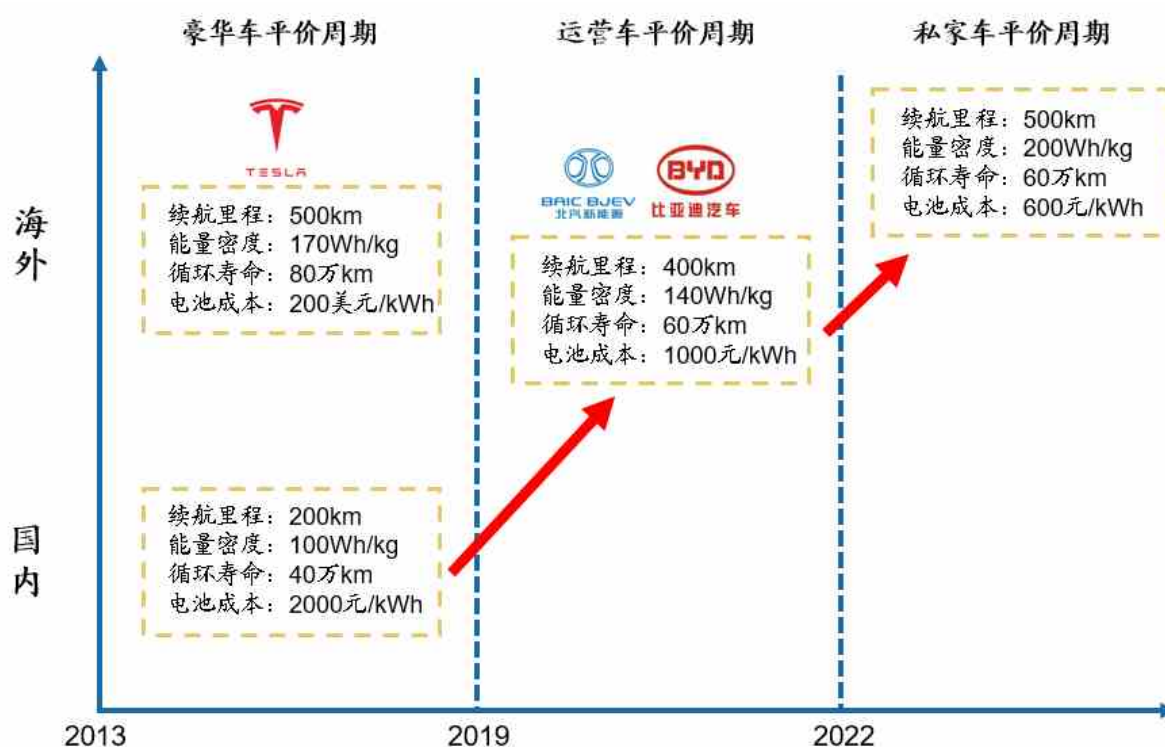 豪华车平价周期
运营车平价周期
私家车平价周期
海外
国内
TESLA
续航里程：500km
能量密度：170Wh/kg
循环寿命：80万km
电池成本：200美元/kWh
续航里程：200km
能量密度：100Wh/kg
循环寿命：40万km
电池成本：2000元/kWh
BAIC BJEV
北汽新能源
BYD
比亚迪汽车
续航里程：400km
能量密度：140Wh/kg
循环寿命：60万km
电池成本：1000元/kWh
续航里程：500km
能量密度：200Wh/kg
循环寿命：60万km
电池成本：600元/kWh
2013
2019
2022